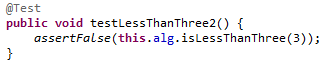 @Test
public void testLessThanThree2() {
    assertFalse(this.alg.isLessThanThree(3));
}